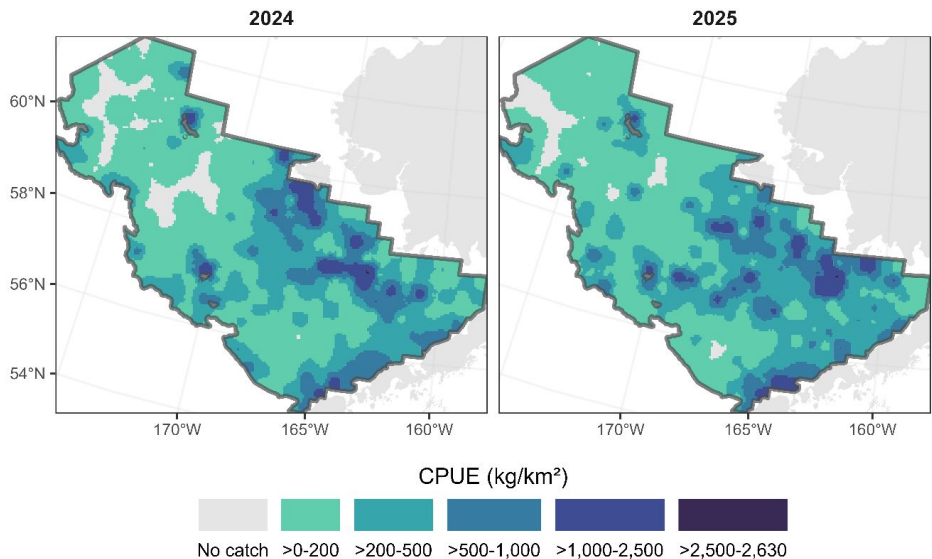 2024 2025
60°N
58°N
56°N
54°N
170°W 165°W 160°W 170°W 165°W 160°W
CPUE (kg/km²)
No catch >0-200 >200-500 >500-1,000 >1,000-2,500 >2,500-2,630